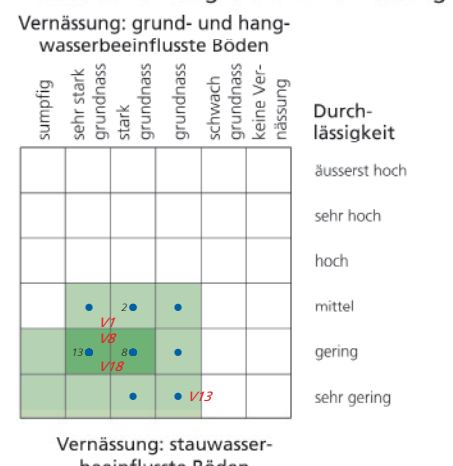 Vernässung: grund- und hang-
wasserbeeinflusste Böden
sumpfig
sehr stark
grundnass
stark
grundnass
grundnass
schwach
grundnass
keine Ver-
nässung
Durch-
lässigkeit
äusserst hoch
sehr hoch
hoch
2
mittel
V1
V8
13
8
gering
V18
V13
sehr gering
Vernässung: stauwasser-
beeinflusste Böden